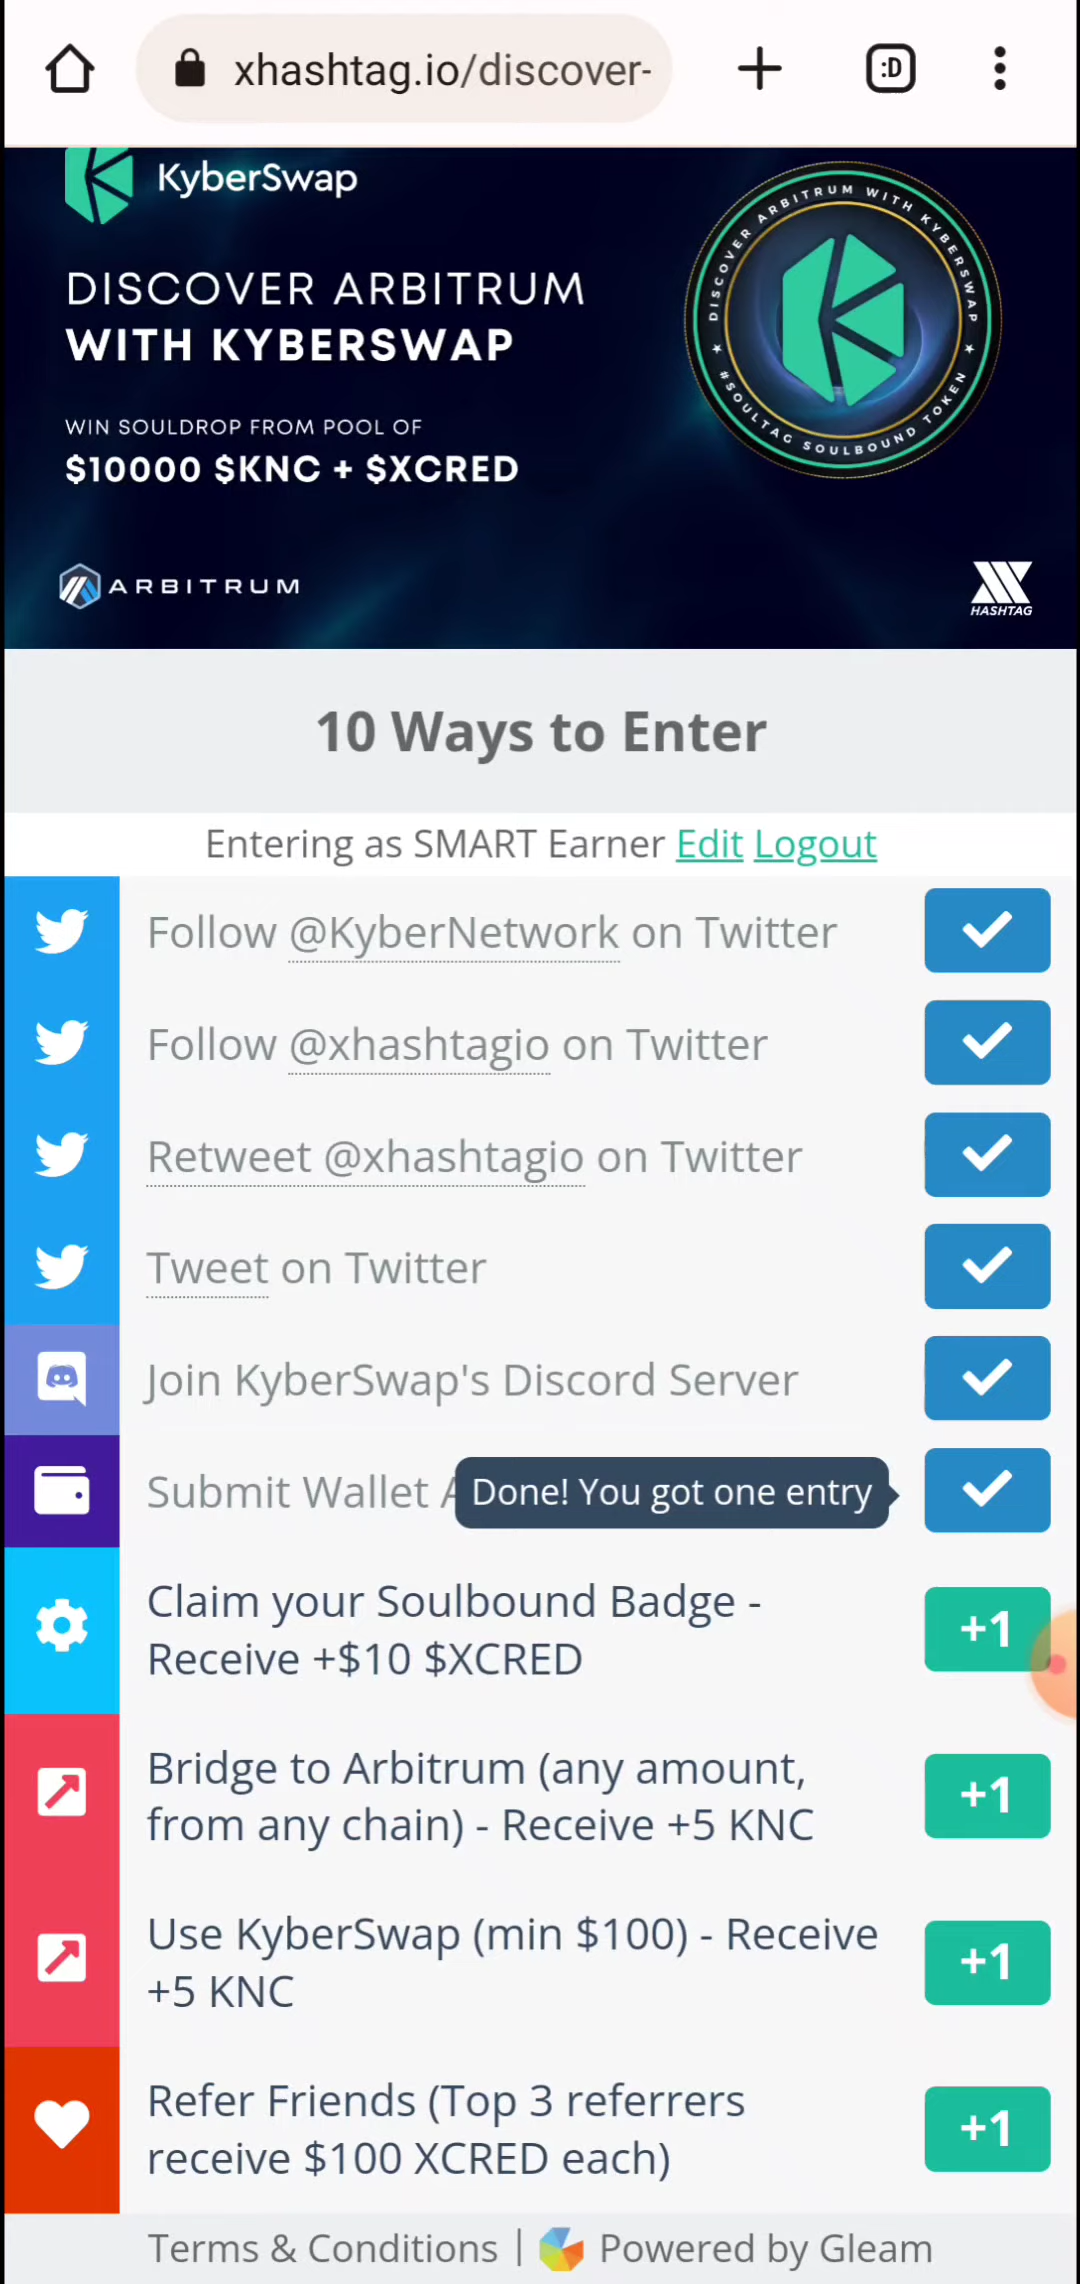 xhashtag.io/discover-
:D
KyberSwap
DISCOVER ARBITRUM
WITH KYBERSWAP
WIN SOULDROP FROM POOL OF
$10000 $KNC + $XCRED
DISCOVER ARBITRUM WITH KYBERSWAP
★ #SOULTAG SOULBOUND TOKEN ★
ARBITRUM
HASHTAG
10 Ways to Enter
Entering as SMART Earner Edit Logout
Follow @KyberNetwork on Twitter
Follow @xhashtagio on Twitter
Retweet @xhashtagio on Twitter
Tweet on Twitter
Join KyberSwap's Discord Server
Submit Wallet
Done! You got one entry
Claim your Soulbound Badge -
Receive +$10 $XCRED
+1
Bridge to Arbitrum (any amount,
from any chain) - Receive +5 KNC
+1
Use KyberSwap (min $100) - Receive
+5 KNC
+1
Refer Friends (Top 3 referrers
receive $100 XCRED each)
+1
Terms & Conditions | Powered by Gleam